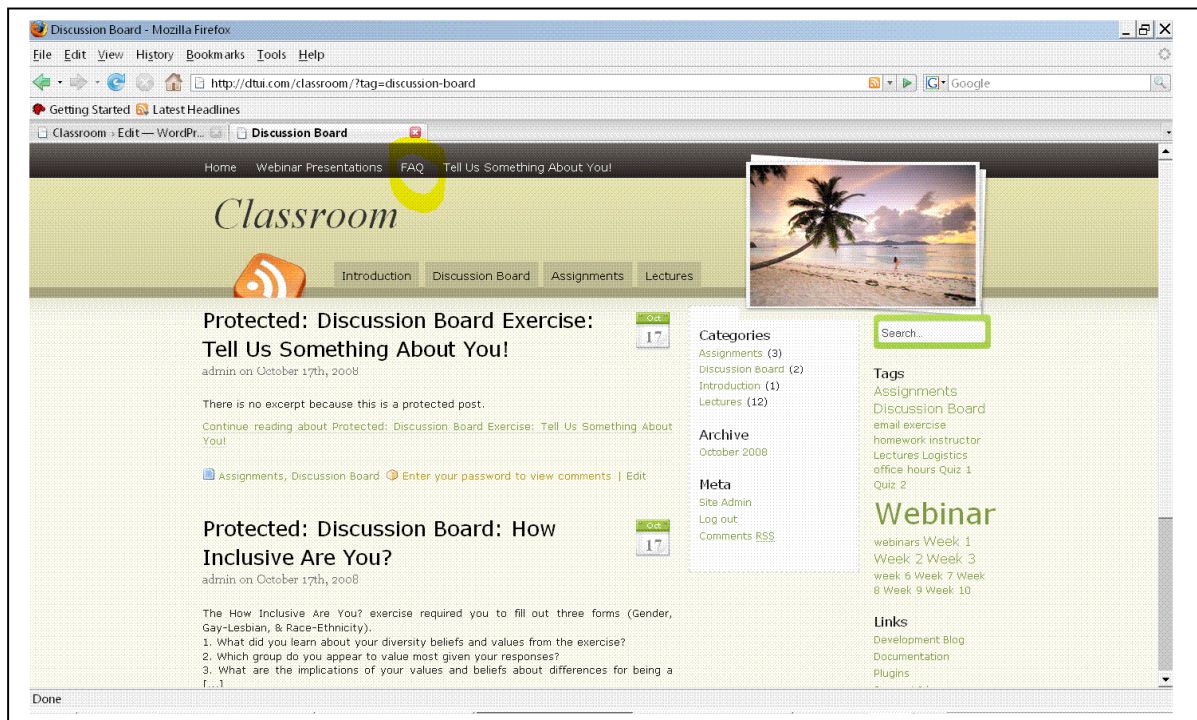 Discussion Board - Mozilla Firefox
File Edit View History Bookmarks Tools Help
http://dtui.com/classroom/?tag=discussion-board
G Google
Getting Started Latest Headlines
Classroom › Edit — WordPr... Discussion Board
Home Webinar Presentations FAQ Tell Us Something About You!
Classroom
Introduction Discussion Board Assignments Lectures
Protected: Discussion Board Exercise:
Tell Us Something About You!
admin on October 17th, 2008
Oct
17
There is no excerpt because this is a protected post.
Continue reading about Protected: Discussion Board Exercise: Tell Us Something About
You!
Assignments, Discussion Board Enter your password to view comments | Edit
Protected: Discussion Board: How
Inclusive Are You?
admin on October 17th, 2008
Oct
17
The How Inclusive Are You? exercise required you to fill out three forms (Gender,
Gay-Lesbian, & Race-Ethnicity).
1. What did you learn about your diversity beliefs and values from the exercise?
2. Which group do you appear to value most given your responses?
3. What are the implications of your values and beliefs about differences for being a
[...]
Categories
Assignments (3)
Discussion Board (2)
Introduction (1)
Lectures (12)
Archive
October 2008
Meta
Site Admin
Log out
Comments RSS
Search...
Tags
Assignments
Discussion Board
email exercise
homework instructor
Lectures Logistics
office hours Quiz 1
Quiz 2
Webinar
webinars Week 1
Week 2 Week 3
week 6 Week 7 Week
8 Week 9 Week 10
Links
Development Blog
Documentation
Plugins
Done